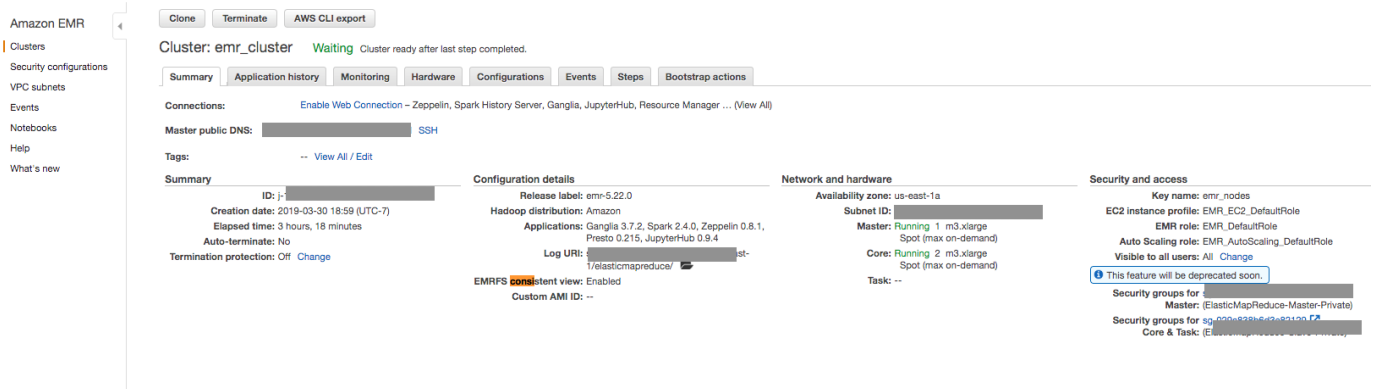 Amazon EMR
Clusters
Security configurations
VPC subnets
Events
Notebooks
Help
What's new
Clone Terminate AWS CLI export
Cluster: emr_cluster Waiting Cluster ready after last step completed.
Summary Application history Monitoring Hardware Configurations Events Steps Bootstrap actions
Connections: Enable Web Connection – Zeppelin, Spark History Server, Ganglia, JupyterHub, Resource Manager ... (View All)
Master public DNS: SSH
Tags: -- View All / Edit
Summary
ID: j-
Creation date: 2019-03-30 18:59 (UTC-7)
Elapsed time: 3 hours, 18 minutes
Auto-terminate: No
Termination protection: Off Change
Configuration details
Release label: emr-5.22.0
Hadoop distribution: Amazon
Applications: Ganglia 3.7.2, Spark 2.4.0, Zeppelin 0.8.1,
Presto 0.215, JupyterHub 0.9.4
Log URI: st-
1/elasticmapreduce/
EMRFS consistent view: Enabled
Custom AMI ID: --
Network and hardware
Availability zone: us-east-1a
Subnet ID:
Master: Running 1 m3.xlarge
Spot (max on-demand)
Core: Running 2 m3.xlarge
Spot (max on-demand)
Task: --
Security and access
Key name: emr_nodes
EC2 instance profile: EMR_EC2_DefaultRole
EMR role: EMR_DefaultRole
Auto Scaling role: EMR_AutoScaling_DefaultRole
Visible to all users: All Change
This feature will be deprecated soon.
Security groups for
Master: (ElasticMapReduce-Master-Private)
Security groups for
Core & Task: